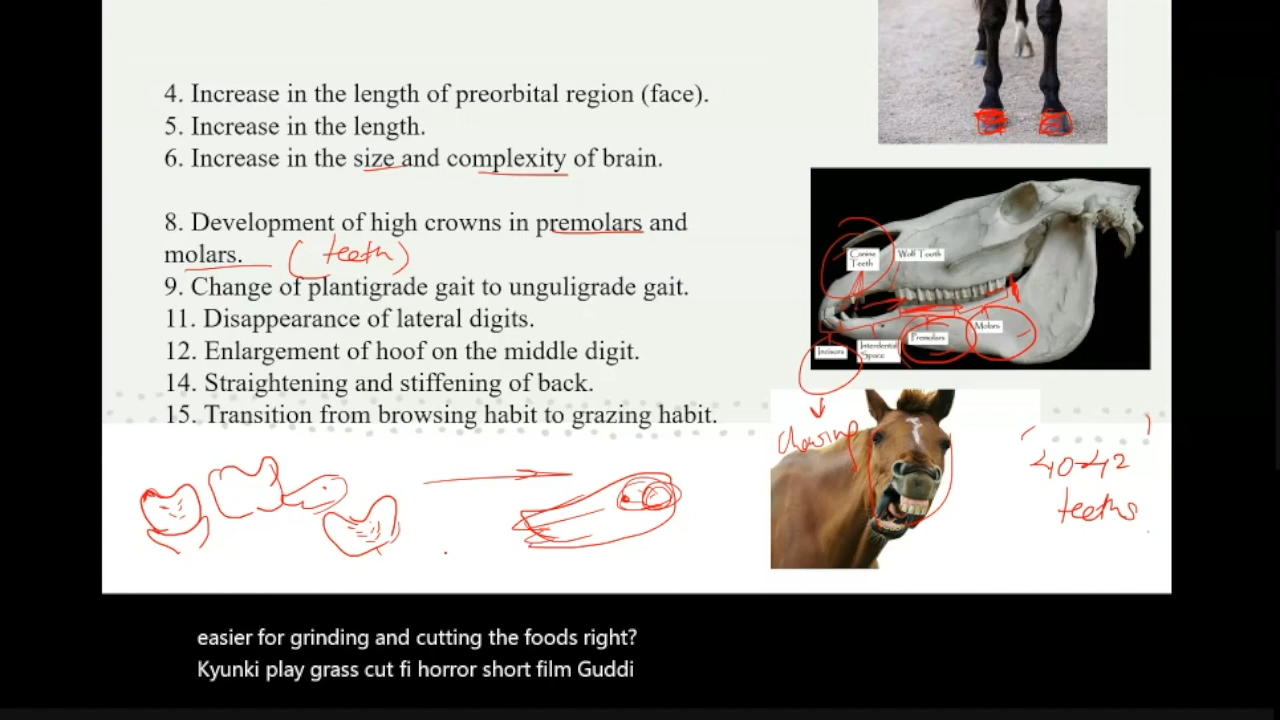 4. Increase in the length of preorbital region (face).
5. Increase in the length.
6. Increase in the size and complexity of brain.
8. Development of high crowns in premolars and
molars. (teeth)
9. Change of plantigrade gait to unguligrade gait.
11. Disappearance of lateral digits.
12. Enlargement of hoof on the middle digit.
14. Straightening and stiffening of back.
15. Transition from browsing habit to grazing habit.
Canine
Teeth
Wolf Tooth
Molars
Premolars
Interdental
Space
Incisors
chewing
40-42
teeths
easier for grinding and cutting the foods right?
Kyunki play grass cut fi horror short film Guddi